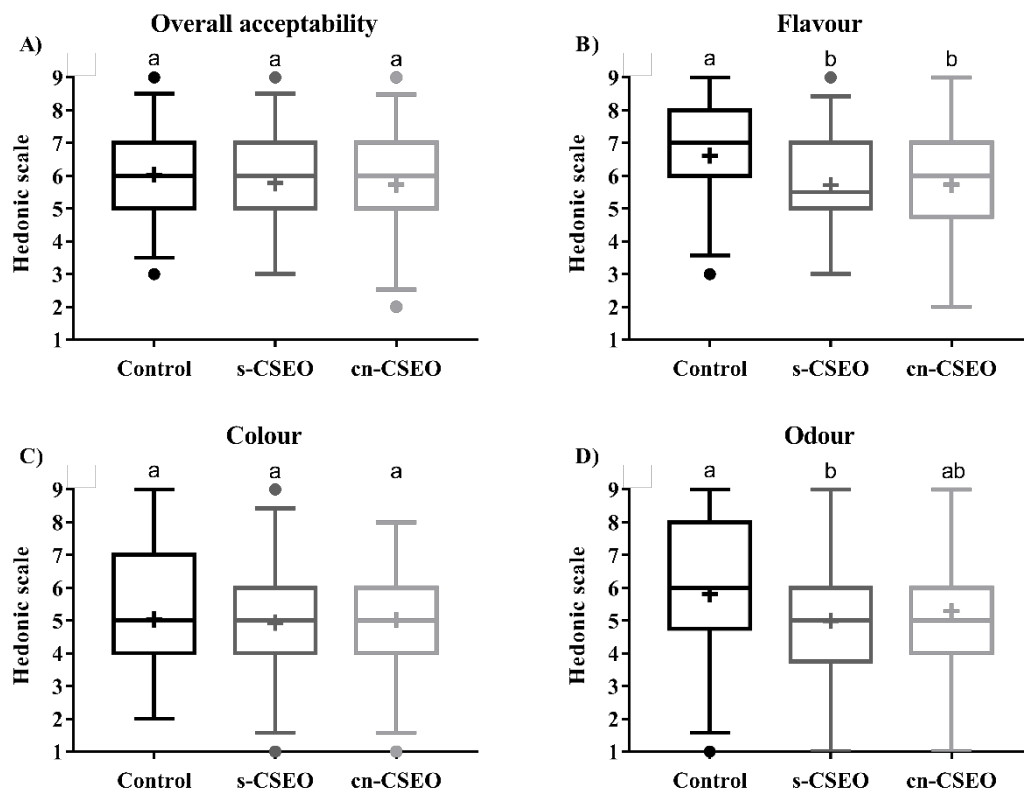 Overall acceptability
A)
a a a
9
8
7
6
5
4
3
2
1
Hedonic scale
Control s-CSEO cn-CSEO
Flavour
B)
a b b
9
8
7
6
5
4
3
2
1
Hedonic scale
Control s-CSEO cn-CSEO
Colour
C)
a a a
9
8
7
6
5
4
3
2
1
Hedonic scale
Control s-CSEO cn-CSEO
Odour
D)
a b ab
9
8
7
6
5
4
3
2
1
Hedonic scale
Control s-CSEO cn-CSEO